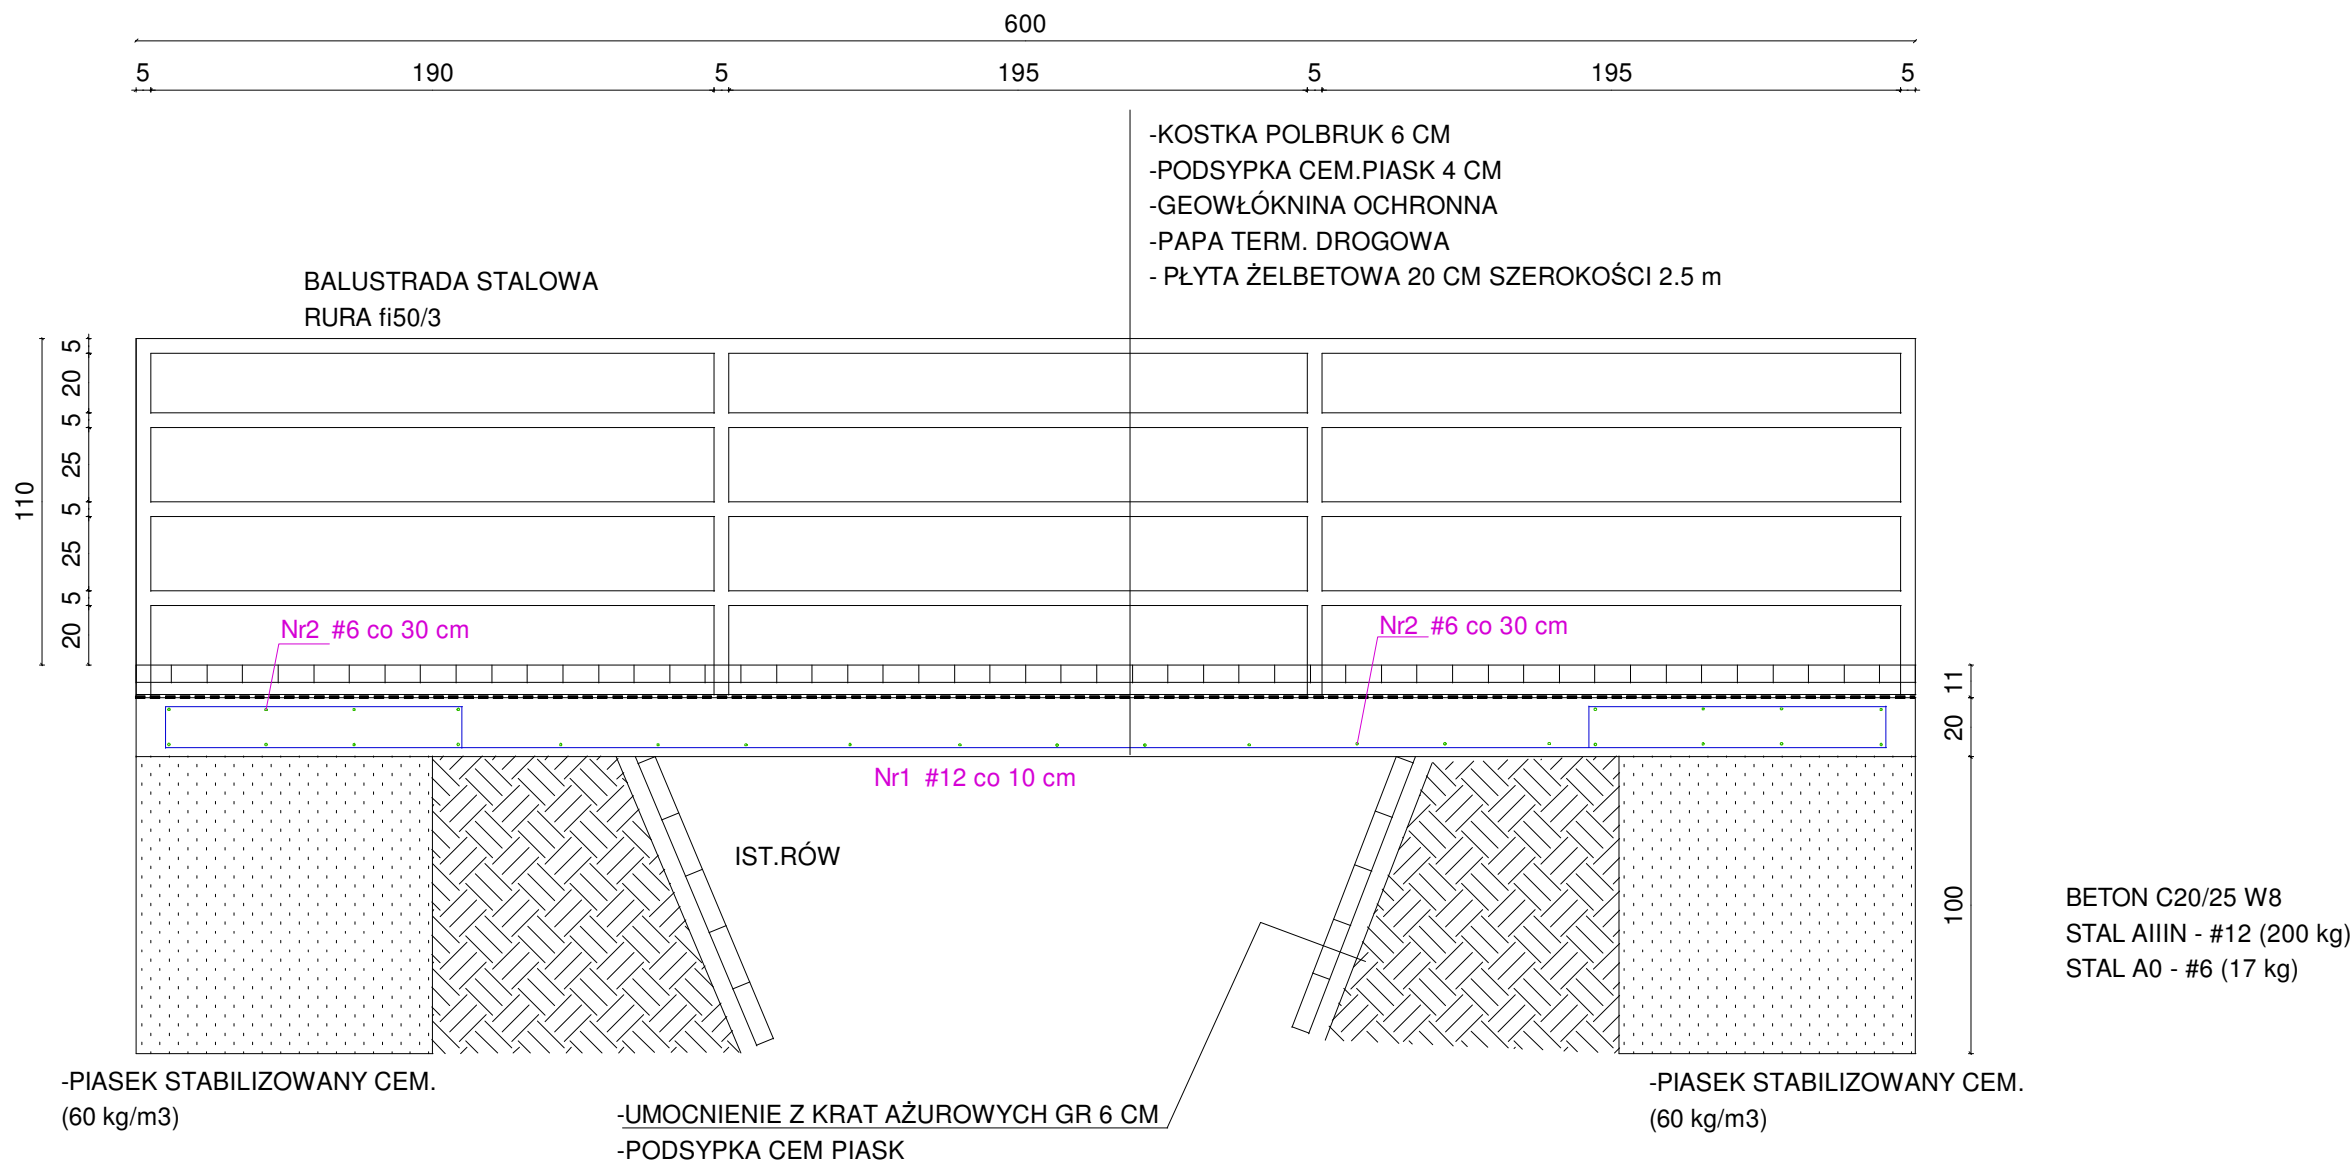 600
5 190 5 195 5 195 5
-KOSTKA POLBRUK 6 CM
-PODSYPKA CEM.PIASK 4 CM
-GEOWŁÓKNINA OCHRONNA
-PAPA TERM. DROGOWA
- PŁYTA ŻELBETOWA 20 CM SZEROKOŚCI 2.5 m
BALUSTRADA STALOWA
RURA fi50/3
110
5
20
5
25
5
25
5
20
Nr2 #6 co 30 cm
Nr2 #6 co 30 cm
11
20
100
Nr1 #12 co 10 cm
IST.RÓW
BETON C20/25 W8
STAL AIIIN - #12 (200 kg)
STAL A0 - #6 (17 kg)
-PIASEK STABILIZOWANY CEM.
(60 kg/m3)
-UMOCNIENIE Z KRAT AŻUROWYCH GR 6 CM
-PODSYPKA CEM PIASK
-PIASEK STABILIZOWANY CEM.
(60 kg/m3)